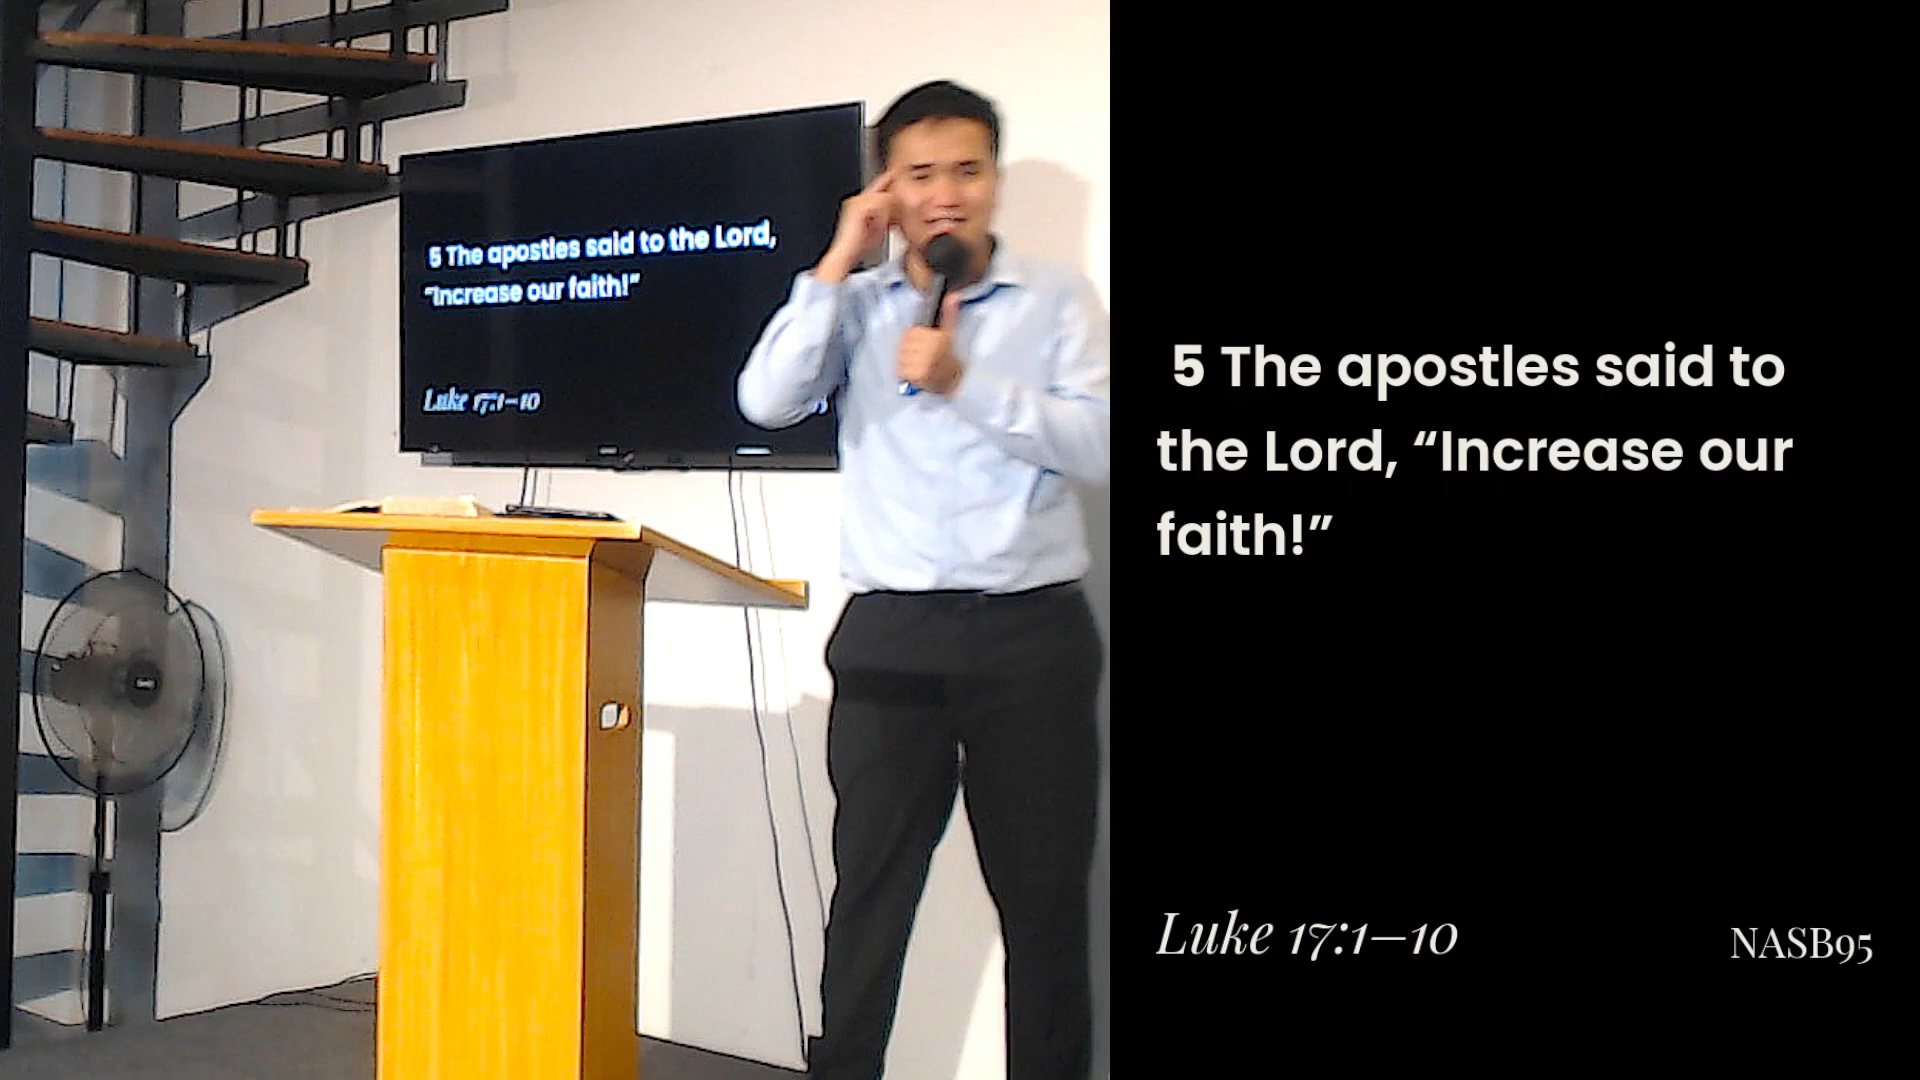 5 The apostles said to the Lord,
“Increase our faith!”
Luke 17:1–10
5 The apostles said to
the Lord, “Increase our
faith!”
Luke 17:1–10
NASB95